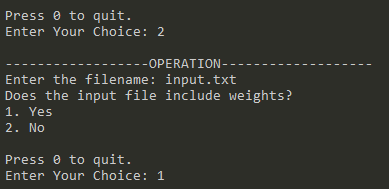 Press 0 to quit.
Enter Your Choice: 2
------------------OPERATION-------------------
Enter the filename: input.txt
Does the input file include weights?
1. Yes
2. No
Press 0 to quit.
Enter Your Choice: 1